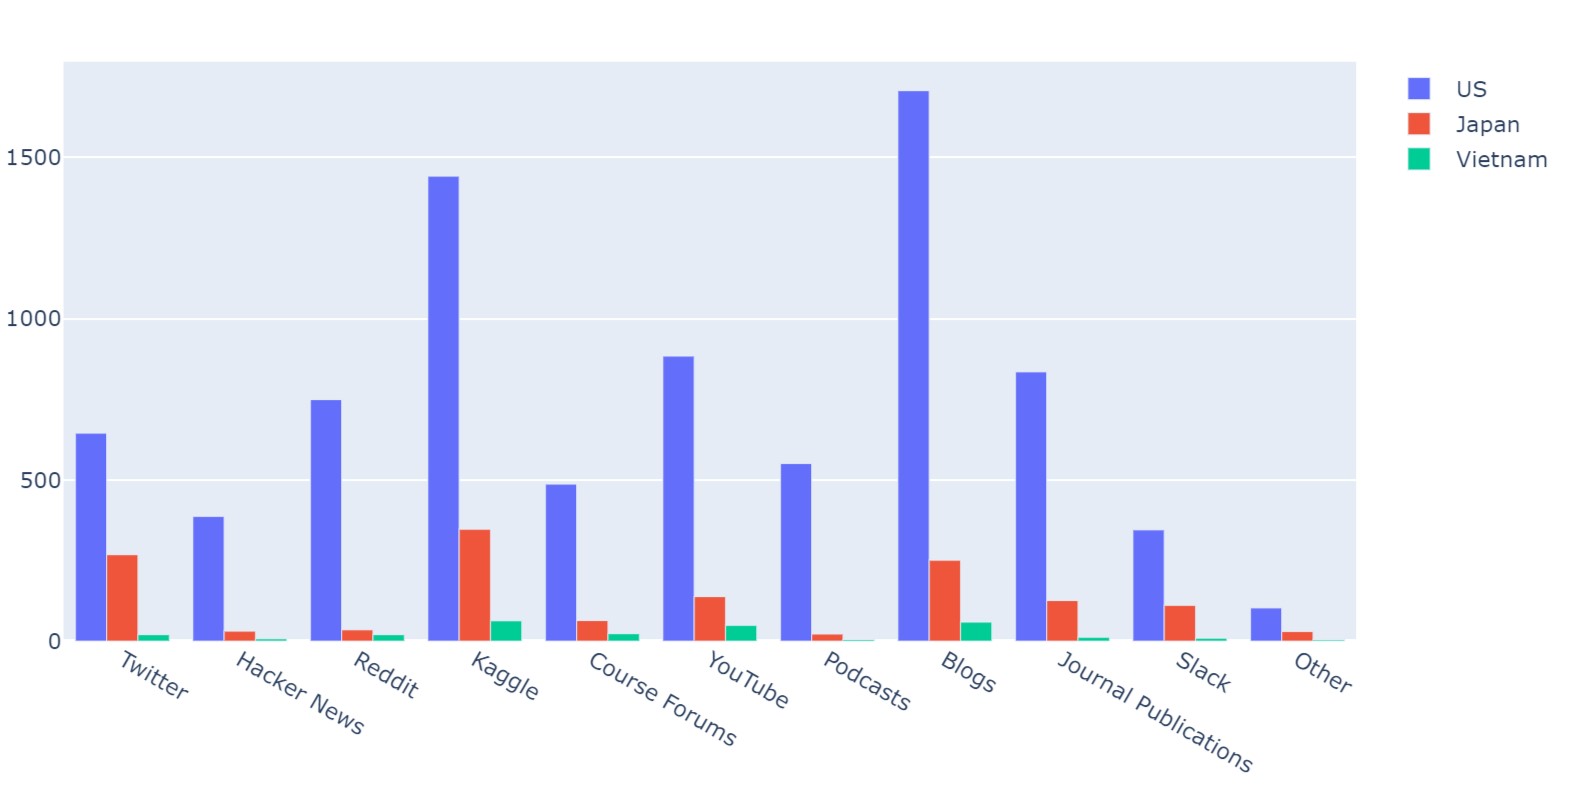 US
Japan
Vietnam
1500
1000
500
0
Twitter
Hacker News
Reddit
Kaggle
Course Forums
YouTube
Podcasts
Blogs
Journal Publications
Slack
Other